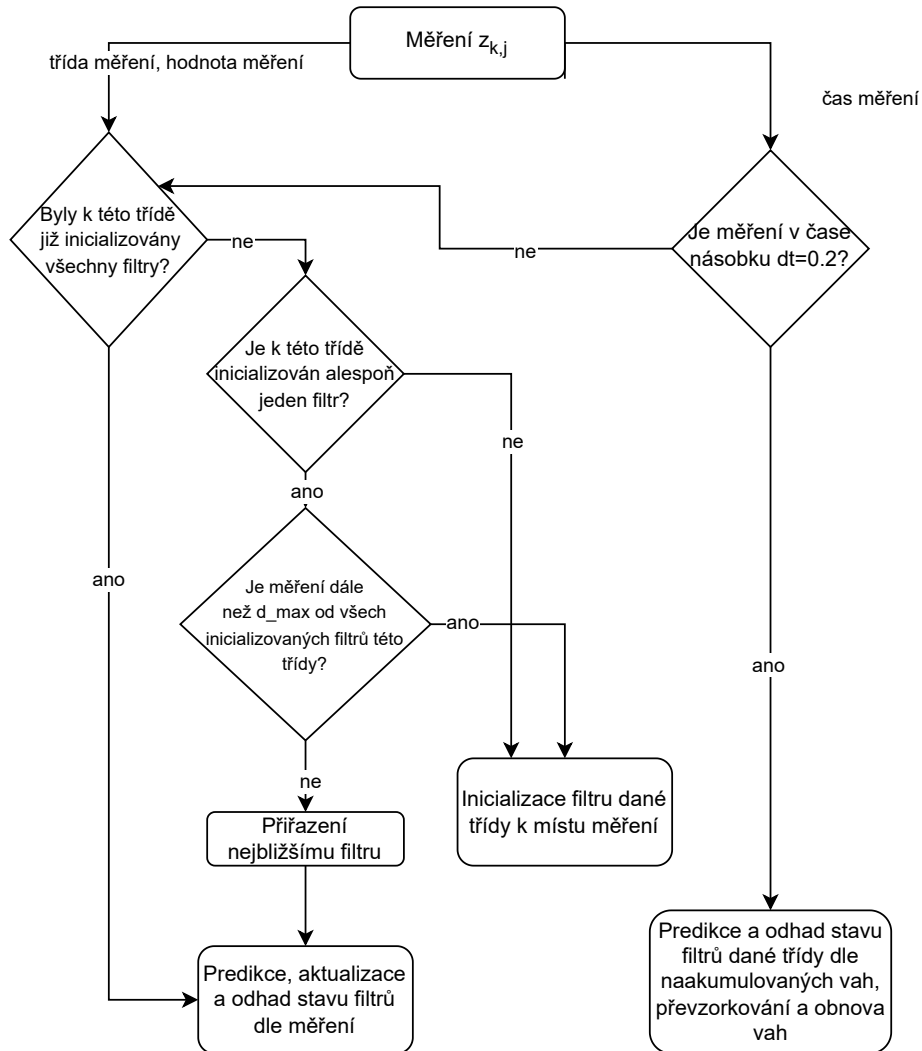 Měření z_{k,j}
třída měření, hodnota měření
čas měření
Byly k této třídě
již inicializovány
všechny filtry?
ne
ne
Je měření v čase
násobku dt=0.2?
Je k této třídě
inicializován alespoň
jeden filtr?
ne
ano
ano
Je měření dále
než d_max od všech
inicializovaných filtrů této
třídy?
ano
ano
ne
Inicializace filtru dané
třídy k místu měření
Přiřazení
nejbližšímu filtru
Predikce, aktualizace
a odhad stavu filtrů
dle měření
Predikce a odhad stavu
filtrů dané třídy dle
naakumulovaných vah,
převzorkování a obnova
vah